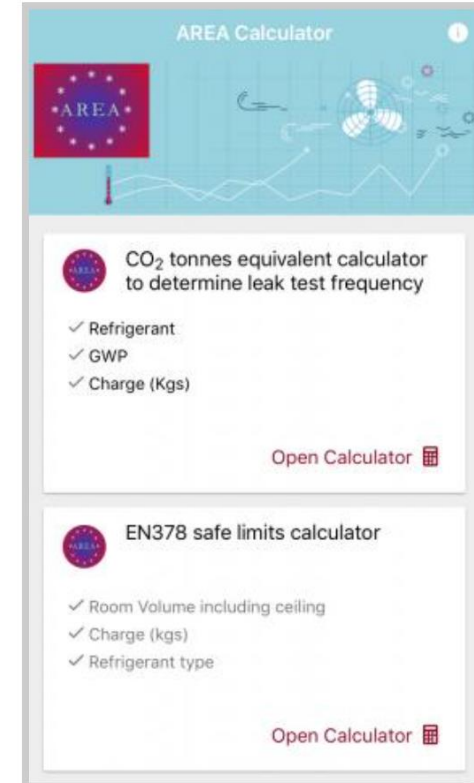 AREA Calculator
AREA
CO₂ tonnes equivalent calculator
to determine leak test frequency
Refrigerant
GWP
Charge (Kgs)
Open Calculator
EN378 safe limits calculator
Room Volume including ceiling
Charge (kgs)
Refrigerant type
Open Calculator